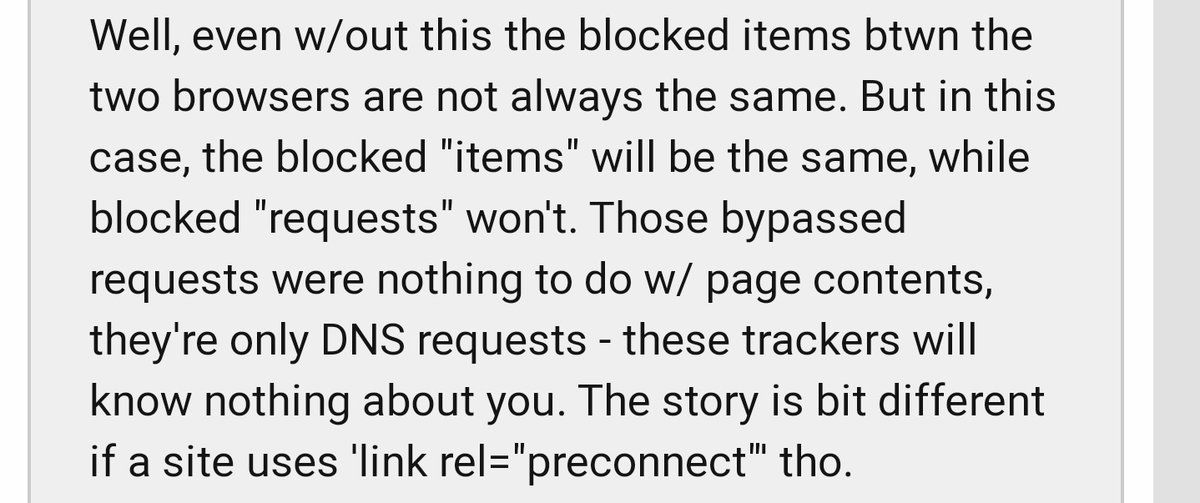 Well, even w/out this the blocked items btwn the
two browsers are not always the same. But in this
case, the blocked "items" will be the same, while
blocked "requests" won't. Those bypassed
requests were nothing to do w/ page contents,
they're only DNS requests - these trackers will
know nothing about you. The story is bit different
if a site uses 'link rel="preconnect"' tho.